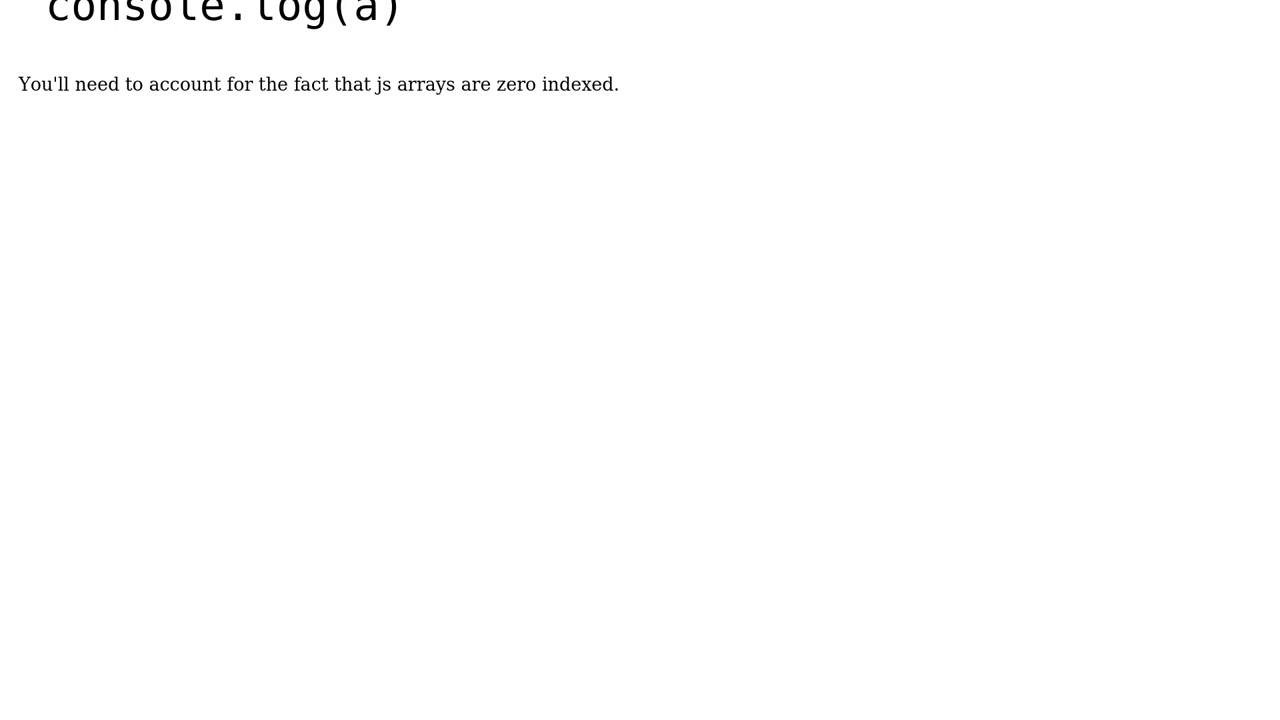 console.log(a)
You'll need to account for the fact that js arrays are zero indexed.